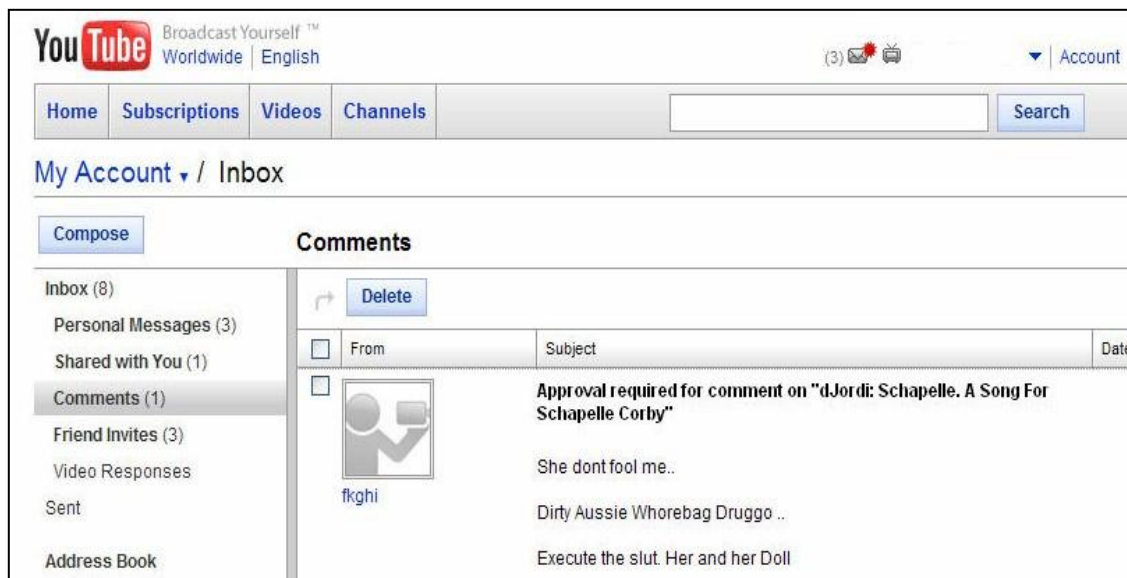 YouTube Broadcast Yourself ™
Worldwide | English
(3)
Account
Home Subscriptions Videos Channels
Search
My Account / Inbox
Compose
Comments
Inbox (8)
Delete
Personal Messages (3)
Shared with You (1)
From Subject Date
Comments (1)
Approval required for comment on "dJordi: Schapelle. A Song For
Schapelle Corby"
Friend Invites (3)
She dont fool me..
Video Responses
fkghi
Sent
Dirty Aussie Whorebag Druggo ..
Address Book
Execute the slut. Her and her Doll